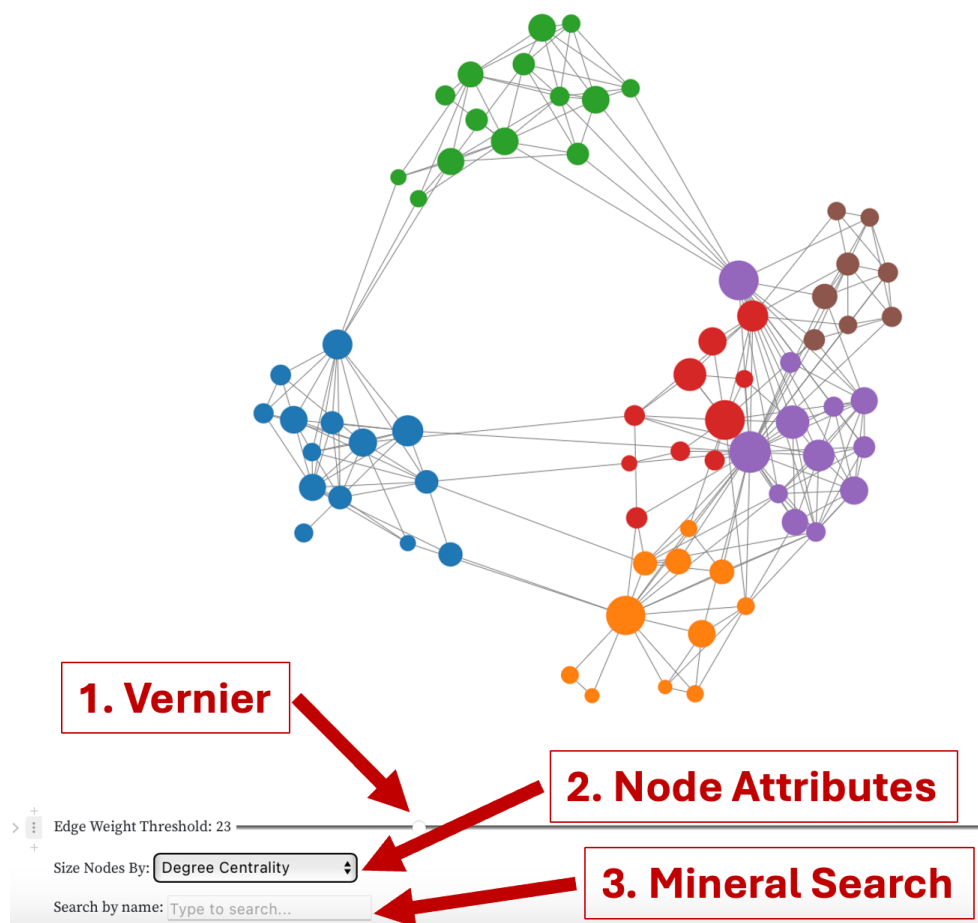 1. Vernier
2. Node Attributes
Edge Weight Threshold: 23
Size Nodes By: Degree Centrality
3. Mineral Search
Search by name: Type to search...